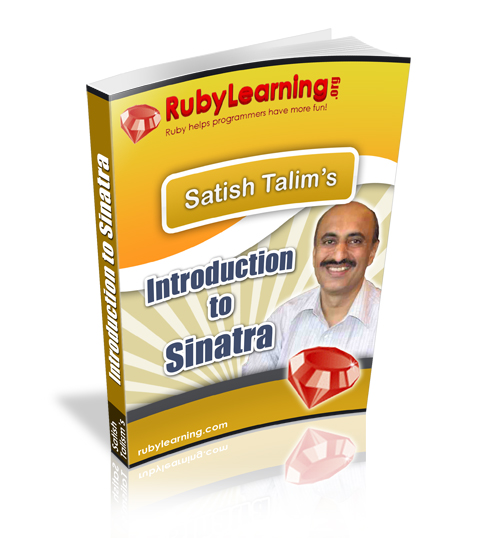 RubyLearning.org
Ruby helps programmers have more fun!
Satish Talim's
Introduction
to
Sinatra
rubylearning.com
Introduction to Sinatra
Satish
Talim's